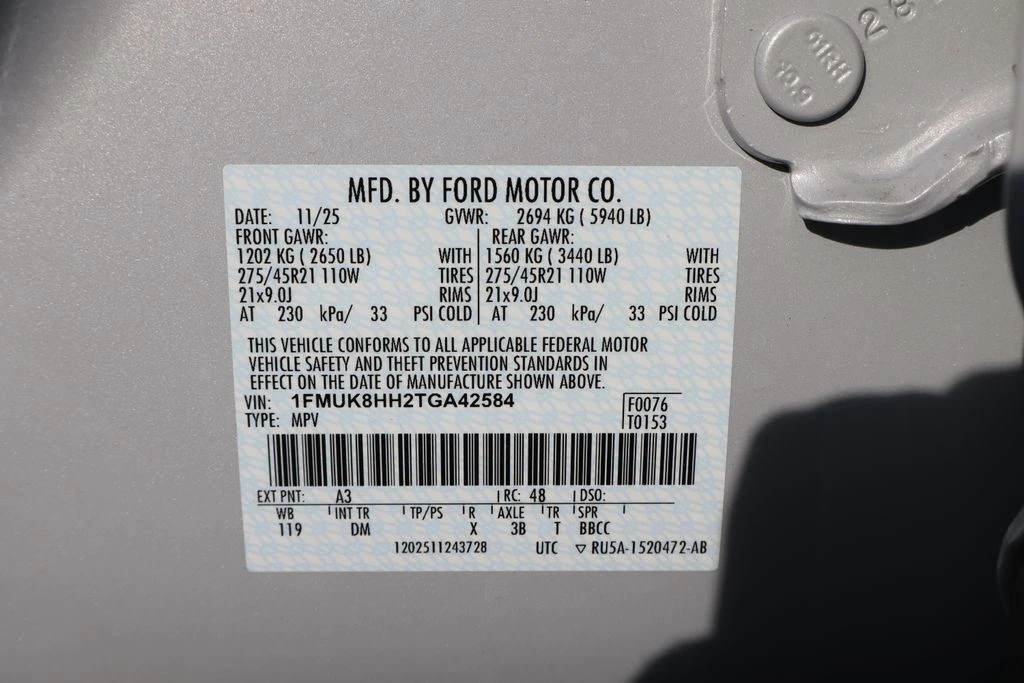 MFD. BY FORD MOTOR CO.
DATE: 11/25 GVWR: 2694 KG ( 5940 LB)
FRONT GAWR: REAR GAWR:
1202 KG ( 2650 LB) WITH 1560 KG ( 3440 LB) WITH
275/45R21 110W TIRES 275/45R21 110W TIRES
21x9.0J RIMS 21x9.0J RIMS
AT 230 kPa/ 33 PSI COLD AT 230 kPa/ 33 PSI COLD
THIS VEHICLE CONFORMS TO ALL APPLICABLE FEDERAL MOTOR
VEHICLE SAFETY AND THEFT PREVENTION STANDARDS IN
EFFECT ON THE DATE OF MANUFACTURE SHOWN ABOVE.
VIN: 1FMUK8HH2TGA42584 F0076
TYPE: MPV T0153
EXT PNT: A3 RC: 48 DSO:
WB INT TR TP/PS R AXLE TR SPR
119 DM X 3B T BBCC
1202511243728 UTC ▽ RU5A-1520472-AB